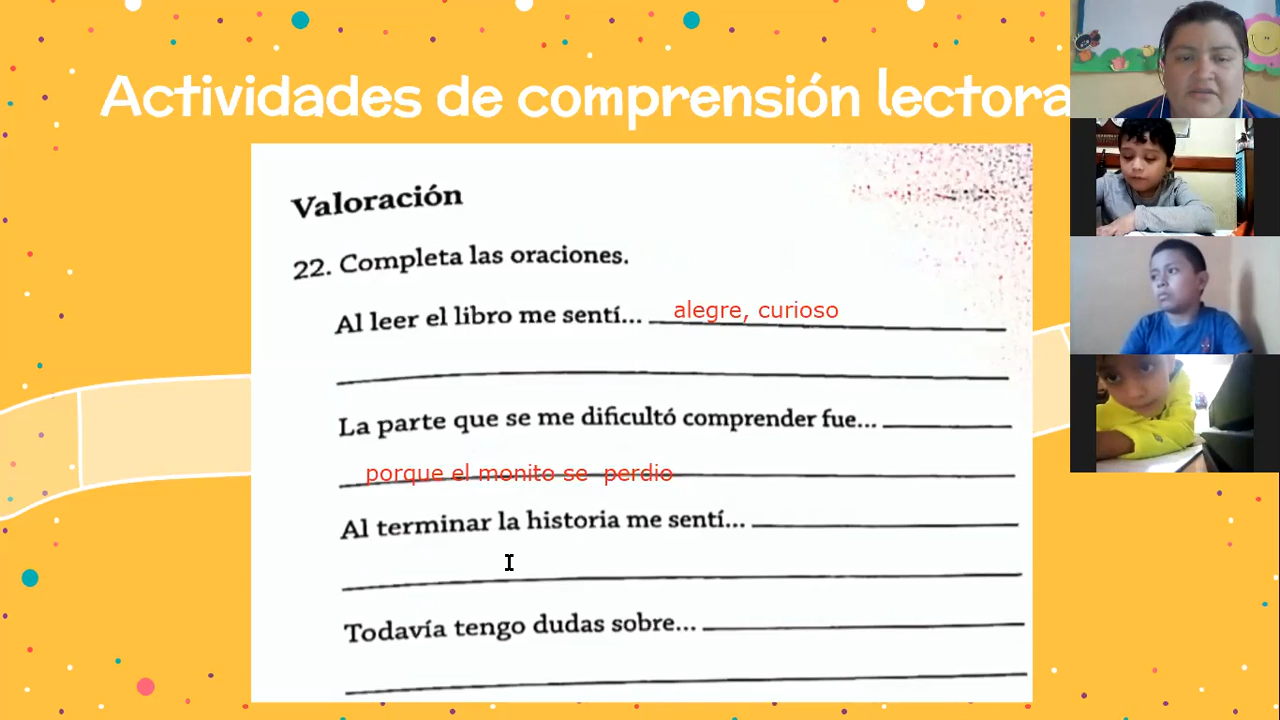 Actividades de comprensión lectora
Valoración
22. Completa las oraciones.
Al leer el libro me sentí... alegre, curioso
La parte que se me dificultó comprender fue...
porque el monito se perdio
Al terminar la historia me sentí...
Todavía tengo dudas sobre...